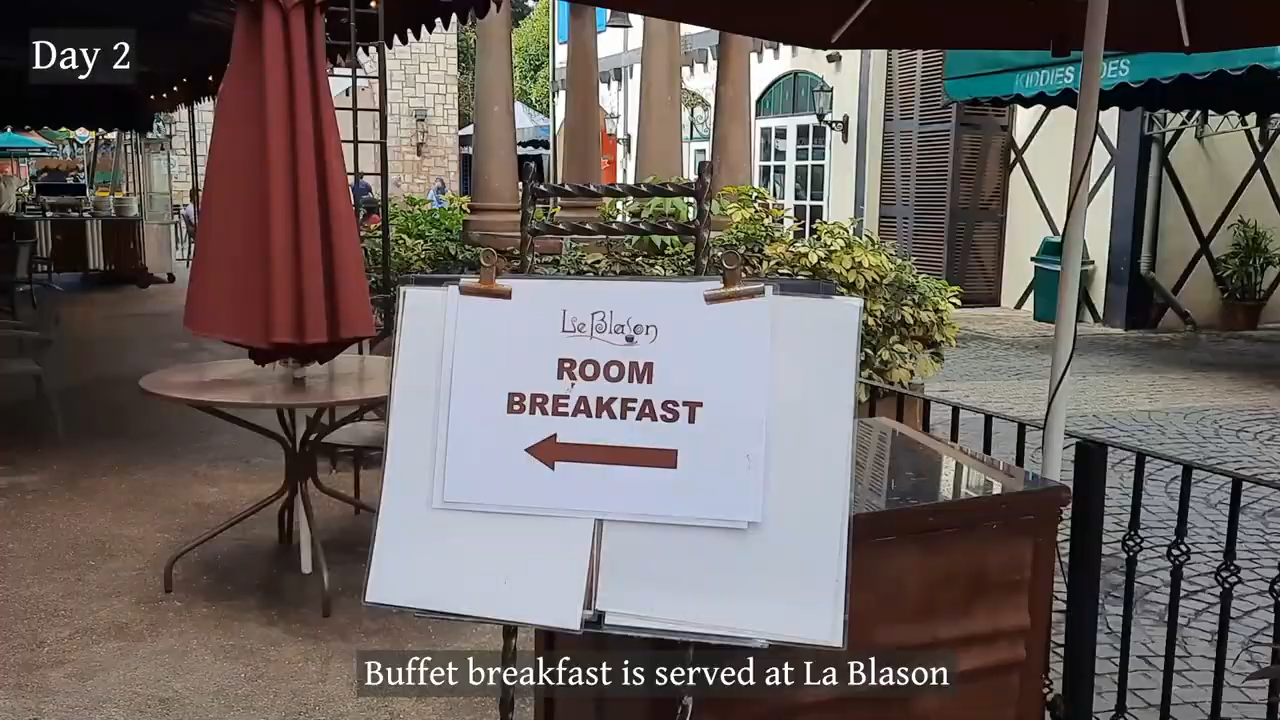 Day 2
KIDDIES RIDES
Le Blason
ROOM
BREAKFAST
Buffet breakfast is served at La Blason